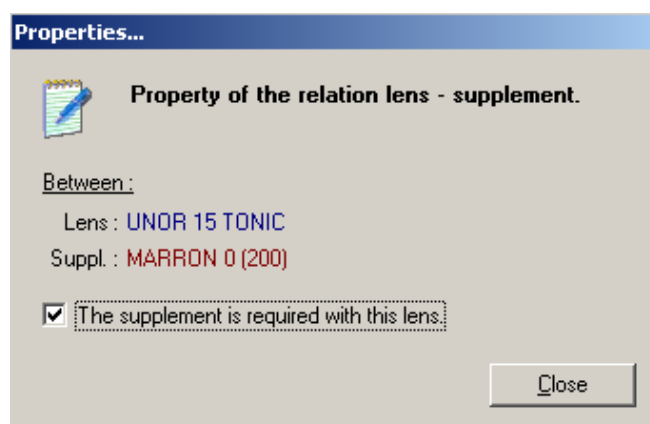 Properties...
Property of the relation lens - supplement.
Between :
Lens : UNOR 15 TONIC
Suppl. : MARRON 0 (200)
The supplement is required with this lens.
Close